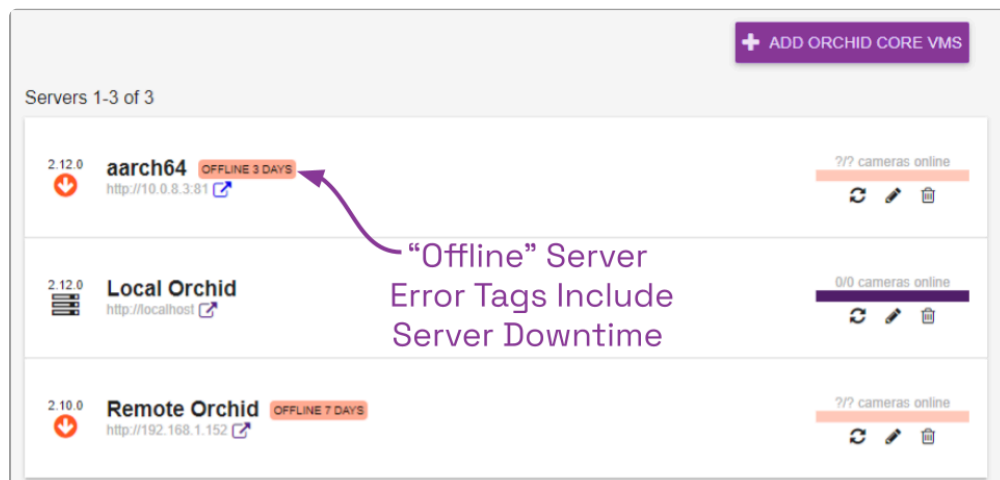 ADD ORCHID CORE VMS
Servers 1-3 of 3
2.12.0
aarch64 OFFLINE 3 DAYS
http://10.0.8.3:81
?/? cameras online
“Offline” Server
Error Tags Include
Server Downtime
2.12.0
Local Orchid
http://localhost
0/0 cameras online
2.10.0
Remote Orchid OFFLINE 7 DAYS
http://192.168.1.152
?/? cameras online